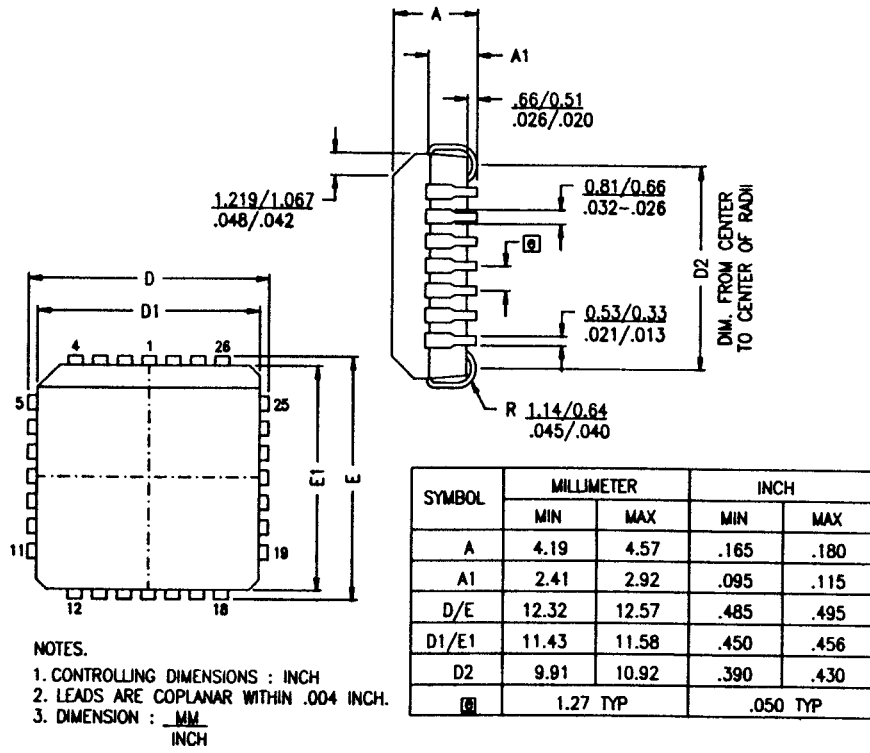 A
A1
.66/0.51
.026/.020
1.219/1.067
.048/.042
0.81/0.66
.032-.026
e
D2
DIM. FROM CENTER
TO CENTER OF RADII
0.53/0.33
.021/.013
R 1.14/0.64
.045/.040
D
D1
4 1 26
5 25
E1
E
11 19
12 18
SYMBOL MILLIMETER INCH
MIN MAX MIN MAX
A 4.19 4.57 .165 .180
A1 2.41 2.92 .095 .115
D/E 12.32 12.57 .485 .495
D1/E1 11.43 11.58 .450 .456
D2 9.91 10.92 .390 .430
e 1.27 TYP .050 TYP
NOTES.
1. CONTROLLING DIMENSIONS : INCH
2. LEADS ARE COPLANAR WITHIN .004 INCH.
3. DIMENSION : MM
INCH